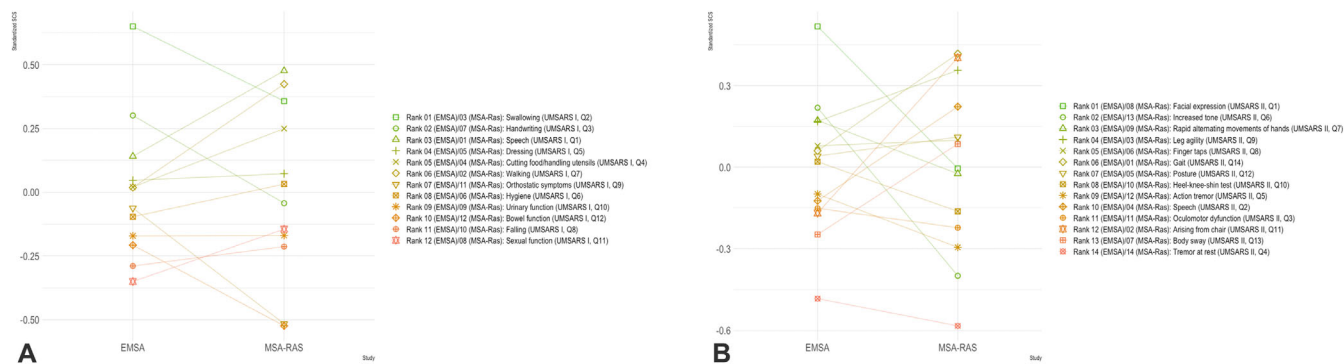 Standardized SCS
0.50
0.25
0.00
-0.25
-0.50
EMSA
MSA-RAS
Study
A
Rank 01 (EMSA)/03 (MSA-Ras): Swallowing (UMSARS I, Q2)
Rank 02 (EMSA)/07 (MSA-Ras): Handwriting (UMSARS I, Q3)
Rank 03 (EMSA)/01 (MSA-Ras): Speech (UMSARS I, Q1)
Rank 04 (EMSA)/05 (MSA-Ras): Dressing (UMSARS I, Q5)
Rank 05 (EMSA)/04 (MSA-Ras): Cutting food/handling utensils (UMSARS I, Q4)
Rank 06 (EMSA)/02 (MSA-Ras): Walking (UMSARS I, Q7)
Rank 07 (EMSA)/11 (MSA-Ras): Orthostatic symptoms (UMSARS I, Q9)
Rank 08 (EMSA)/06 (MSA-Ras): Hygiene (UMSARS I, Q6)
Rank 09 (EMSA)/09 (MSA-Ras): Urinary function (UMSARS I, Q10)
Rank 10 (EMSA)/12 (MSA-Ras): Bowel function (UMSARS I, Q12)
Rank 11 (EMSA)/10 (MSA-Ras): Falling (UMSARS I, Q8)
Rank 12 (EMSA)/08 (MSA-Ras): Sexual function (UMSARS I, Q11)
Standardized SCS
0.3
0.0
-0.3
-0.6
EMSA
MSA-RAS
Study
B
Rank 01 (EMSA)/08 (MSA-Ras): Facial expression (UMSARS II, Q1)
Rank 02 (EMSA)/13 (MSA-Ras): Increased tone (UMSARS II, Q6)
Rank 03 (EMSA)/09 (MSA-Ras): Rapid alternating movements of hands (UMSARS II, Q7)
Rank 04 (EMSA)/03 (MSA-Ras): Leg agility (UMSARS II, Q9)
Rank 05 (EMSA)/06 (MSA-Ras): Finger taps (UMSARS II, Q8)
Rank 06 (EMSA)/01 (MSA-Ras): Gait (UMSARS II, Q14)
Rank 07 (EMSA)/05 (MSA-Ras): Posture (UMSARS II, Q12)
Rank 08 (EMSA)/10 (MSA-Ras): Heel-knee-shin test (UMSARS II, Q10)
Rank 09 (EMSA)/12 (MSA-Ras): Action tremor (UMSARS II, Q5)
Rank 10 (EMSA)/04 (MSA-Ras): Speech (UMSARS II, Q2)
Rank 11 (EMSA)/11 (MSA-Ras): Oculomotor dyfunction (UMSARS II, Q3)
Rank 12 (EMSA)/02 (MSA-Ras): Arising from chair (UMSARS II, Q11)
Rank 13 (EMSA)/07 (MSA-Ras): Body sway (UMSARS II, Q13)
Rank 14 (EMSA)/14 (MSA-Ras): Tremor at rest (UMSARS II, Q4)